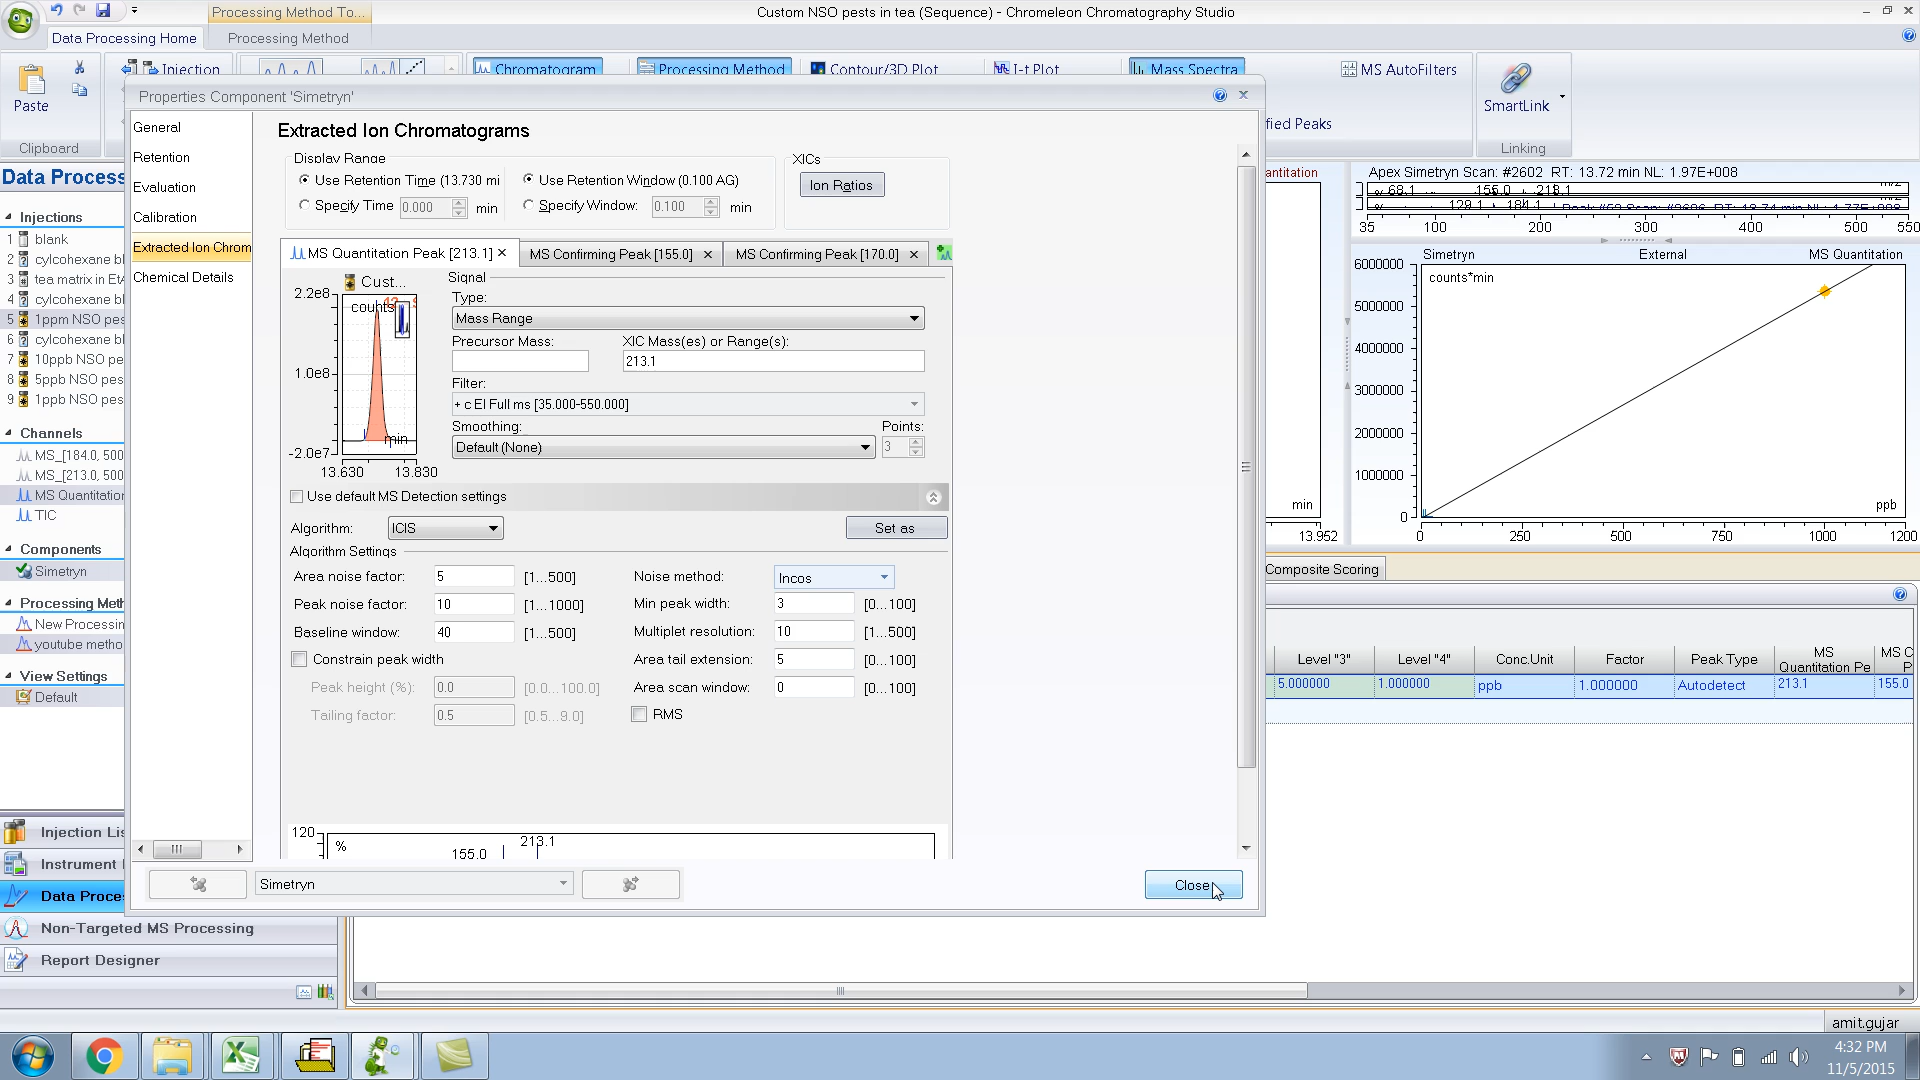 Processing Method To...
Custom NSO pests in tea (Sequence) - Chromeleon Chromatography Studio
Data Processing Home
Processing Method
Paste
Clipboard
Injection
Chromatogram
Processing Method
Contour/3D Plot
I-t Plot
Mass Spectra
MS AutoFilters
fied Peaks
SmartLink
Linking
Properties Component 'Simetryn'
General
Retention
Evaluation
Calibration
Extracted Ion Chrom
Chemical Details
Extracted Ion Chromatograms
Display Range
Use Retention Time (13.730 mi
Specify Time
0.000
min
Use Retention Window (0.100 AG)
Specify Window:
0.100
min
XICs
Ion Ratios
MS Quantitation Peak [213.1]
MS Confirming Peak [155.0]
MS Confirming Peak [170.0]
Cust...
2.2e8
counts
1.0e8
min
-2.0e7
13.630
13.830
Signal
Type:
Mass Range
Precursor Mass:
XIC Mass(es) or Range(s):
213.1
Filter:
+ c EI Full ms [35.000-550.000]
Smoothing:
Points:
Default (None)
3
Use default MS Detection settings
Algorithm:
ICIS
Set as
Algorithm Settings
Area noise factor:
5
[1...500]
Noise method:
Incos
Peak noise factor:
10
[1...1000]
Min peak width:
3
[0...100]
Baseline window:
40
[1...500]
Multiplet resolution:
10
[1...500]
Constrain peak width
Area tail extension:
5
[0...100]
Peak height (%):
0.0
[0.0...100.0]
Area scan window:
0
[0...100]
Tailing factor:
0.5
[0.5...9.0]
RMS
120
%
155.0
213.1
Simetryn
Close
Data Process
Injections
1 blank
2 cylcohexane bl
3 tea matrix in EtA
4 cylcohexane bl
5 1ppm NSO pes
6 cylcohexane bl
7 10ppb NSO pe
8 5ppb NSO pes
9 1ppb NSO pes
Channels
MS_[184.0, 500
MS_[213.0, 500
MS Quantitation
TIC
Components
Simetryn
Processing Meth
New Processin
youtube metho
View Settings
Default
Injection Lis
Instrument
Data Proces
Non-Targeted MS Processing
Report Designer
antitation
min
13.952
Apex Simetryn Scan: #2602 RT: 13.72 min NL: 1.97E+008
68.1
155.0
213.1
m/z
129.1
184.1
35
100
200
300
400
500
550
Simetryn
External
MS Quantitation
6000000
counts*min
5000000
4000000
3000000
2000000
1000000
0
ppb
0
250
500
750
1000
1200
Composite Scoring
Level "3"
Level "4"
Conc.Unit
Factor
Peak Type
MS Quantitation Pe
MS C
P
5.000000
1.000000
ppb
1.000000
Autodetect
213.1
155.0
amit.gujar
4:32 PM
11/5/2015